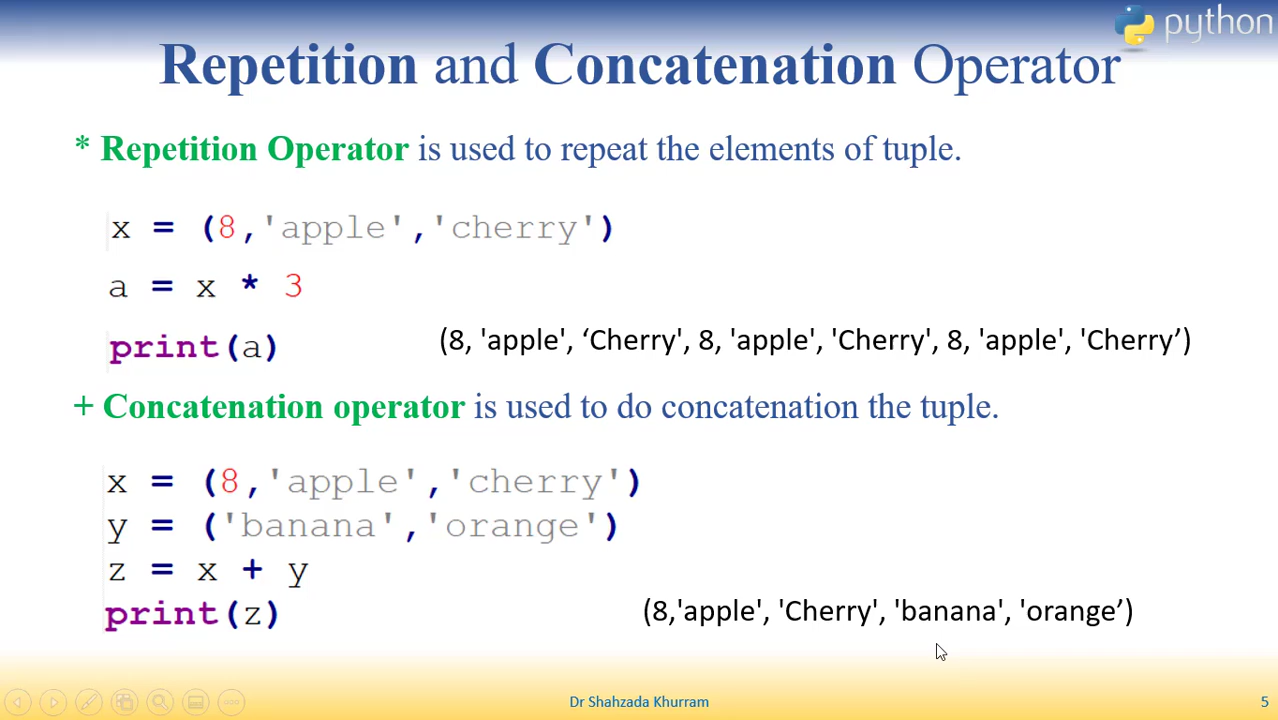 python
Repetition and Concatenation Operator
* Repetition Operator is used to repeat the elements of tuple.
x = (8,'apple','cherry')
a = x * 3
print(a)
(8, 'apple', ‘Cherry', 8, 'apple', 'Cherry', 8, 'apple', 'Cherry’)
+ Concatenation operator is used to do concatenation the tuple.
x = (8,'apple','cherry')
y = ('banana','orange')
z = x + y
print(z)
(8,'apple', 'Cherry', 'banana', 'orange’)
Dr Shahzada Khurram
5